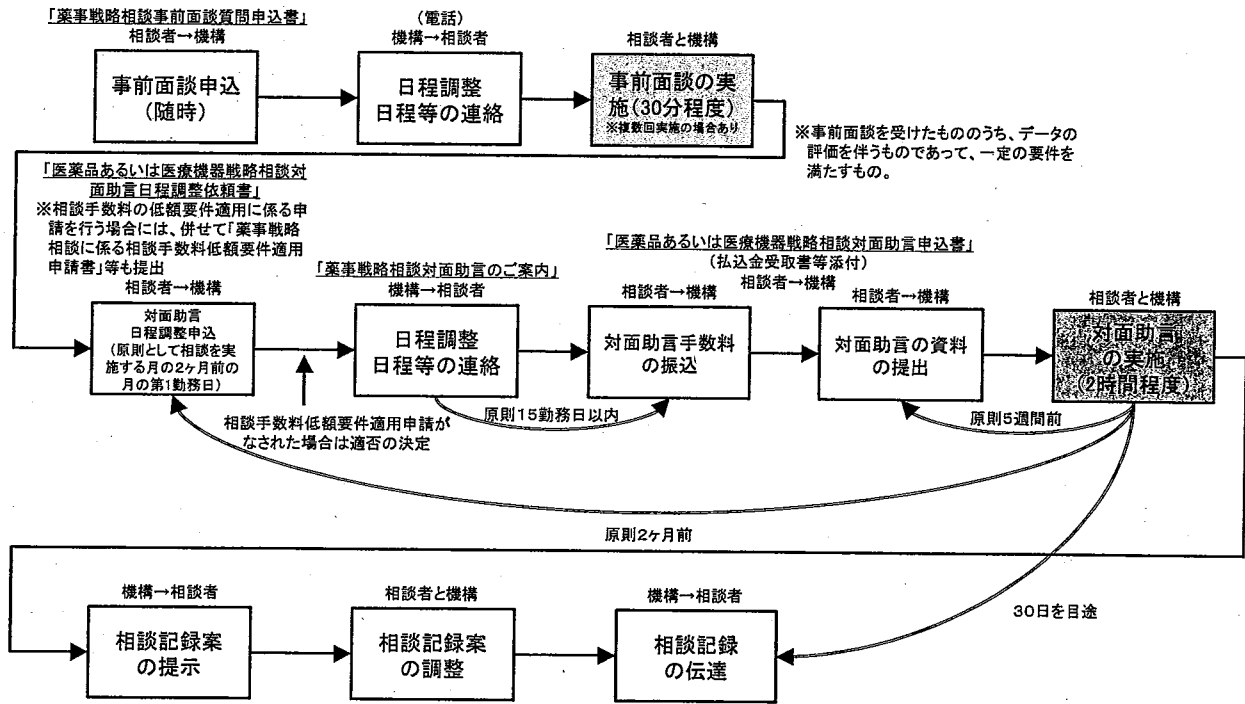 「薬事戦略相談事前面談質問申込書」
相談者→機構
事前面談申込
(随時)
(電話)
機構→相談者
日程調整
日程等の連絡
相談者と機構
事前面談の実
施(30分程度)
※複数回実施の場合あり
※事前面談を受けたもののうち、データの
評価を伴うものであって、一定の要件を
満たすもの。
「医薬品あるいは医療機器戦略相談対
面助言日程調整依頼書」
※相談手数料の低額要件適用に係る申
請を行う場合には、併せて「薬事戦略
相談に係る相談手数料低額要件適用
申請書」等も提出
相談者→機構
対面助言
日程調整申込
(原則として相談を実
施する月の2ヶ月前の
月の第1勤務日)
相談手数料低額要件適用申請が
なされた場合は適否の決定
「薬事戦略相談対面助言のご案内」
機構→相談者
日程調整
日程等の連絡
原則15勤務日以内
「医薬品あるいは医療機器戦略相談対面助言申込書」
(払込金受取書等添付)
相談者→機構
相談者→機構
対面助言手数料
の振込
相談者→機構
対面助言の資料
の提出
原則5週間前
相談者と機構
対面助言
の実施
(2時間程度)
原則2ヶ月前
30日を目途
機構→相談者
相談記録案
の提示
相談者と機構
相談記録案
の調整
機構→相談者
相談記録
の伝達